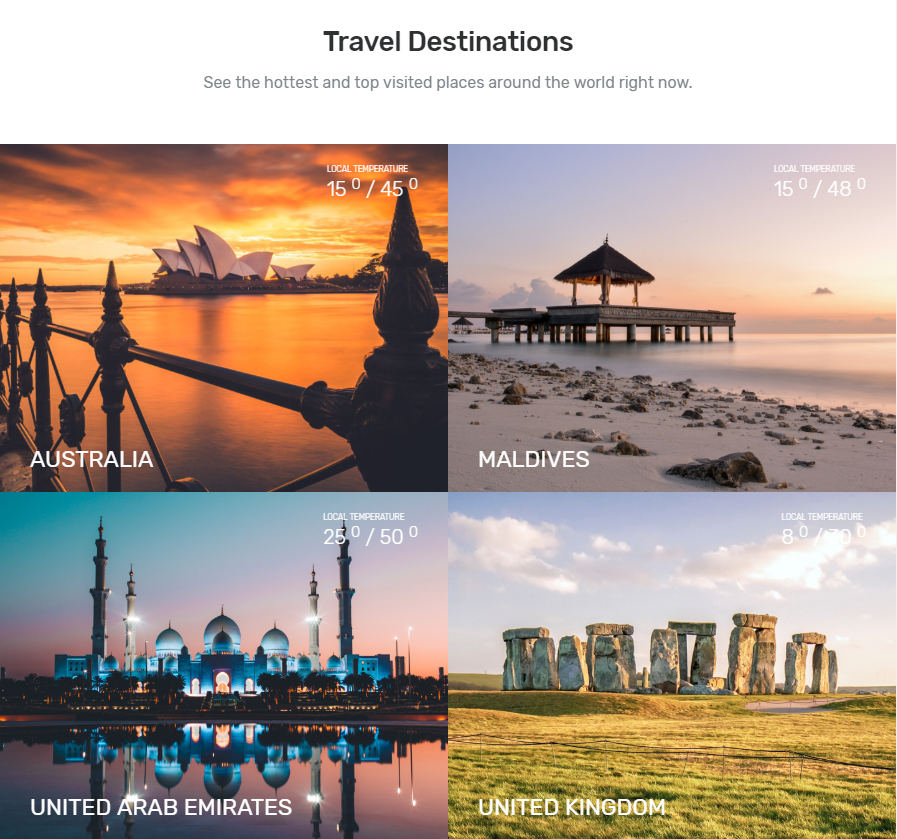 Travel Destinations
See the hottest and top visited places around the world right now.
LOCAL TEMPERATURE
15 0 / 45 0
AUSTRALIA
LOCAL TEMPERATURE
15 0 / 48 0
MALDIVES
LOCAL TEMPERATURE
25 0 / 50 0
UNITED ARAB EMIRATES
LOCAL TEMPERATURE
8 0 / 30 0
UNITED KINGDOM